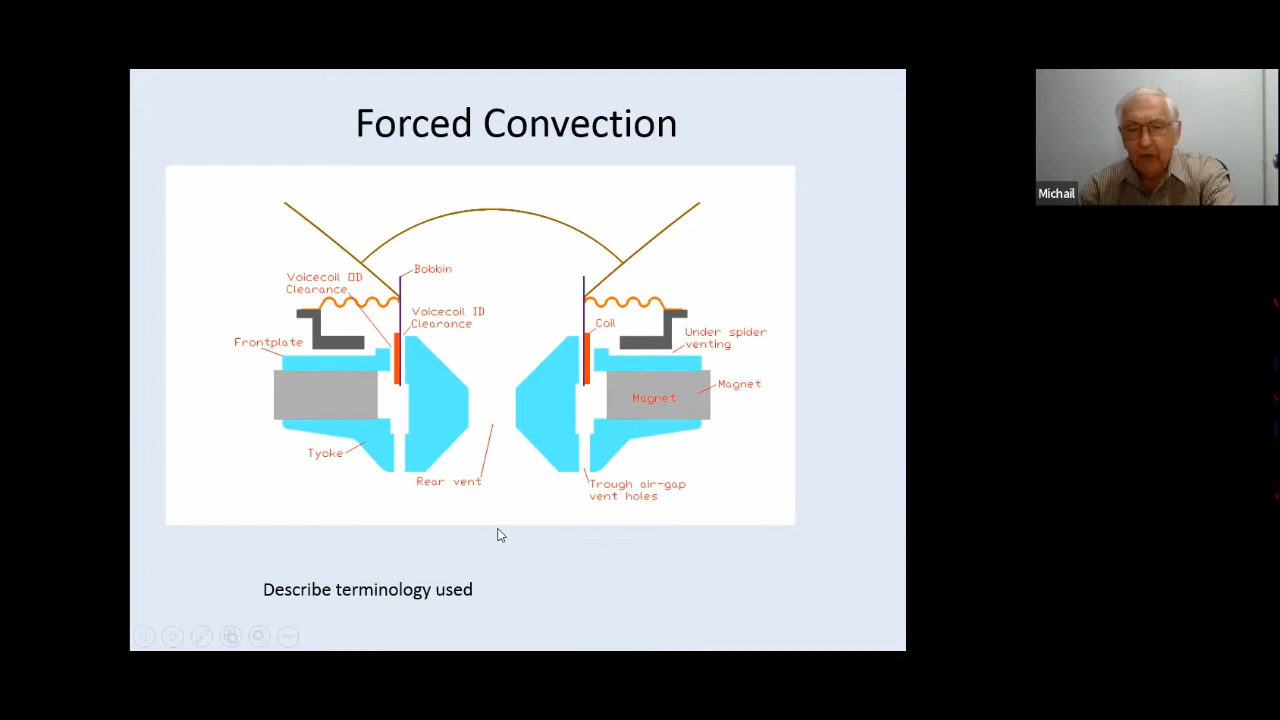 Forced Convection
Voicecoil OD
Clearance
Bobbin
Voicecoil ID
Clearance
Coil
Under spider
venting
Frontplate
Magnet
Magnet
Tyoke
Rear vent
Trough air-gap
vent holes
Describe terminology used
Michail